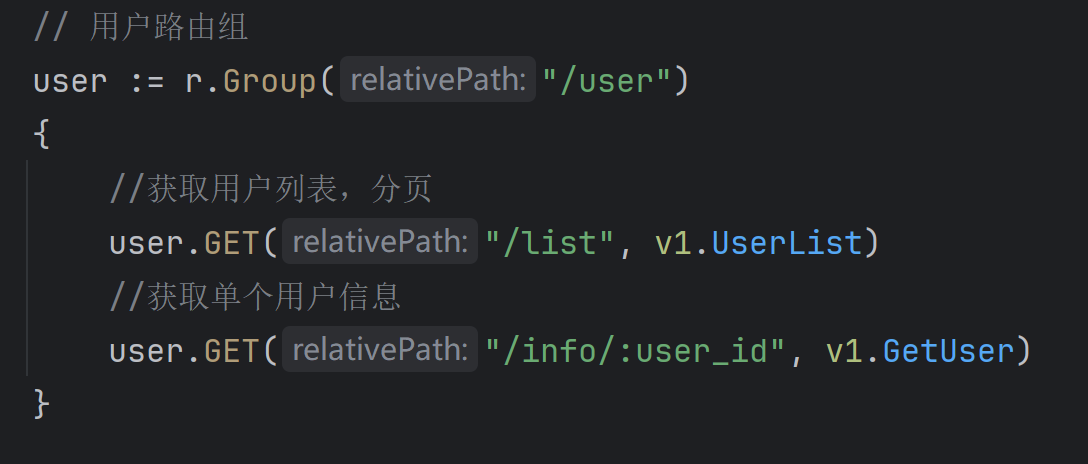 // 用户路由组
user := r.Group( relativePath: "/user")
{
//获取用户列表，分页
user.GET( relativePath: "/list", v1.UserList)
//获取单个用户信息
user.GET( relativePath: "/info/:user_id", v1.GetUser)
}